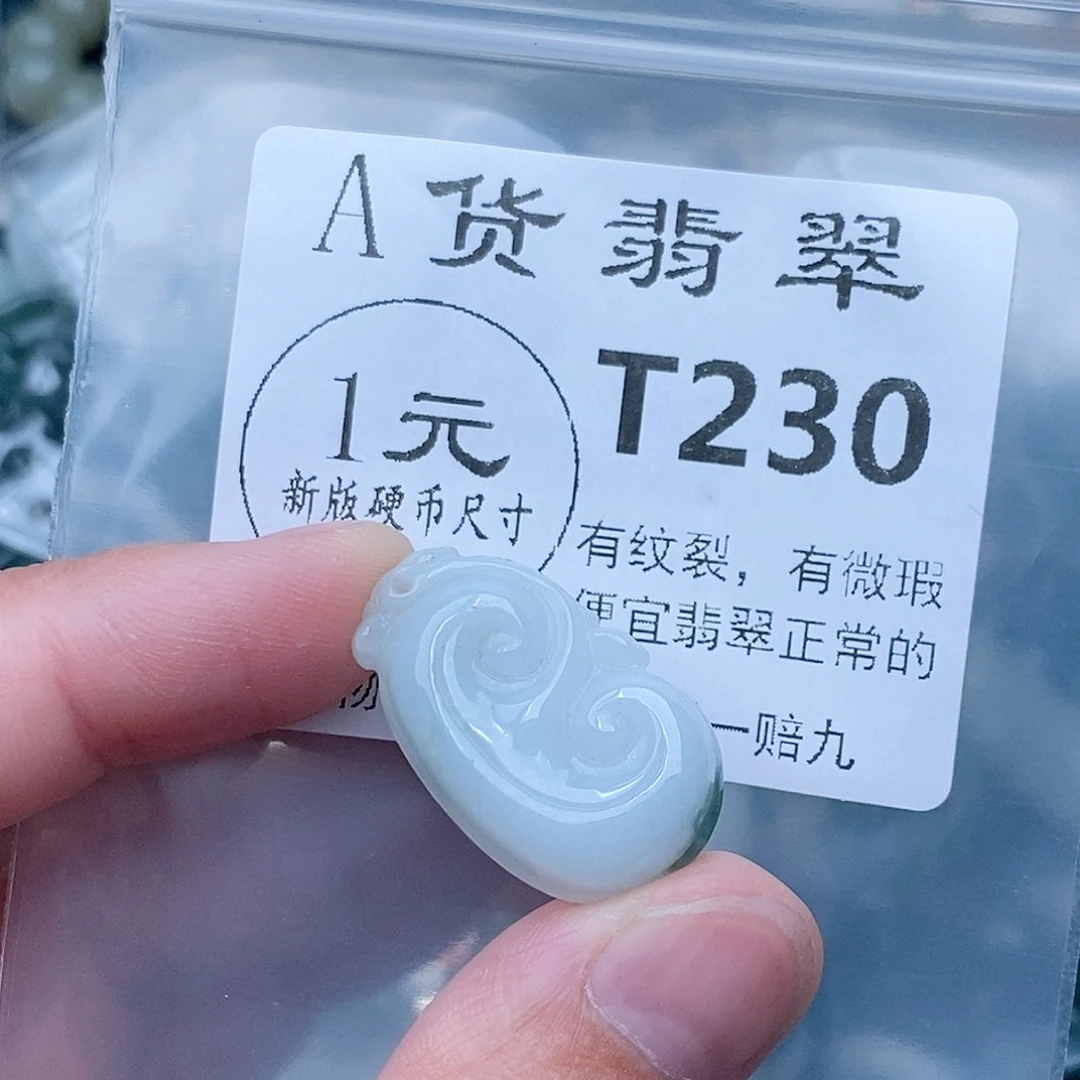 A货翡翠
1元
新版硬币尺寸
T230
有纹裂，有微瑕
便宜翡翠正常的
一赔九